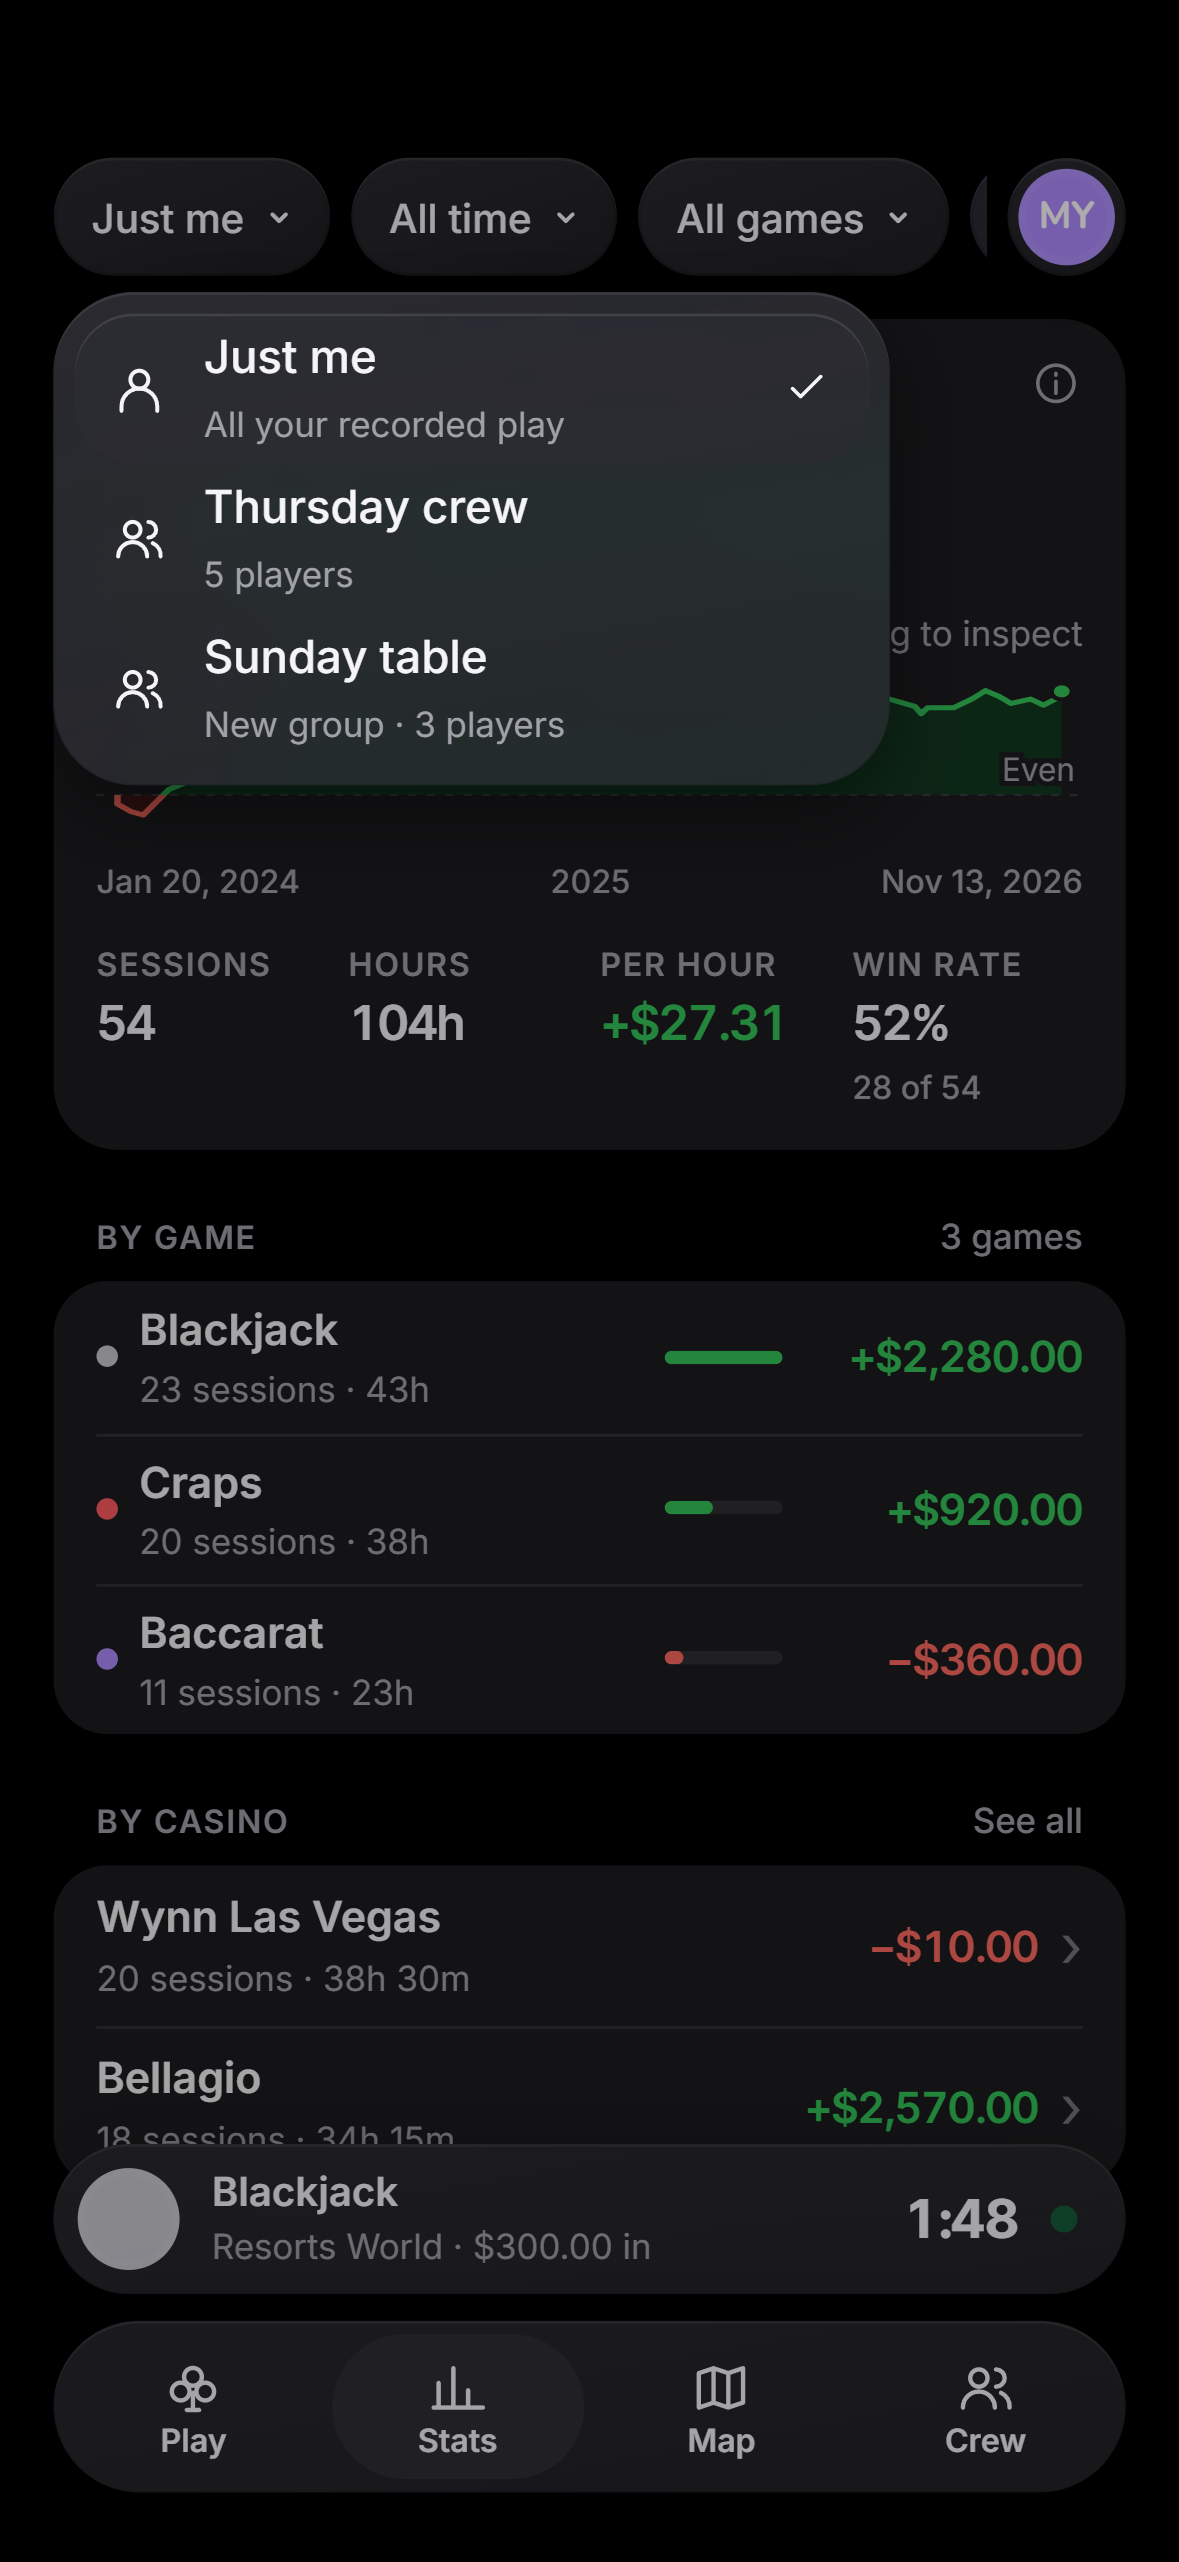 Just me
All time
All games
MY
Just me
All your recorded play
Thursday crew
5 players
Sunday table
New group · 3 players
g to inspect
Even
Jan 20, 2024
2025
Nov 13, 2026
SESSIONS
HOURS
PER HOUR
WIN RATE
54
104h
+$27.31
52%
28 of 54
BY GAME
3 games
Blackjack
23 sessions · 43h
+$2,280.00
Craps
20 sessions · 38h
+$920.00
Baccarat
11 sessions · 23h
−$360.00
BY CASINO
See all
Wynn Las Vegas
20 sessions · 38h 30m
−$10.00
Bellagio
18 sessions · 34h 15m
+$2,570.00
Blackjack
Resorts World · $300.00 in
1:48
Play
Stats
Map
Crew